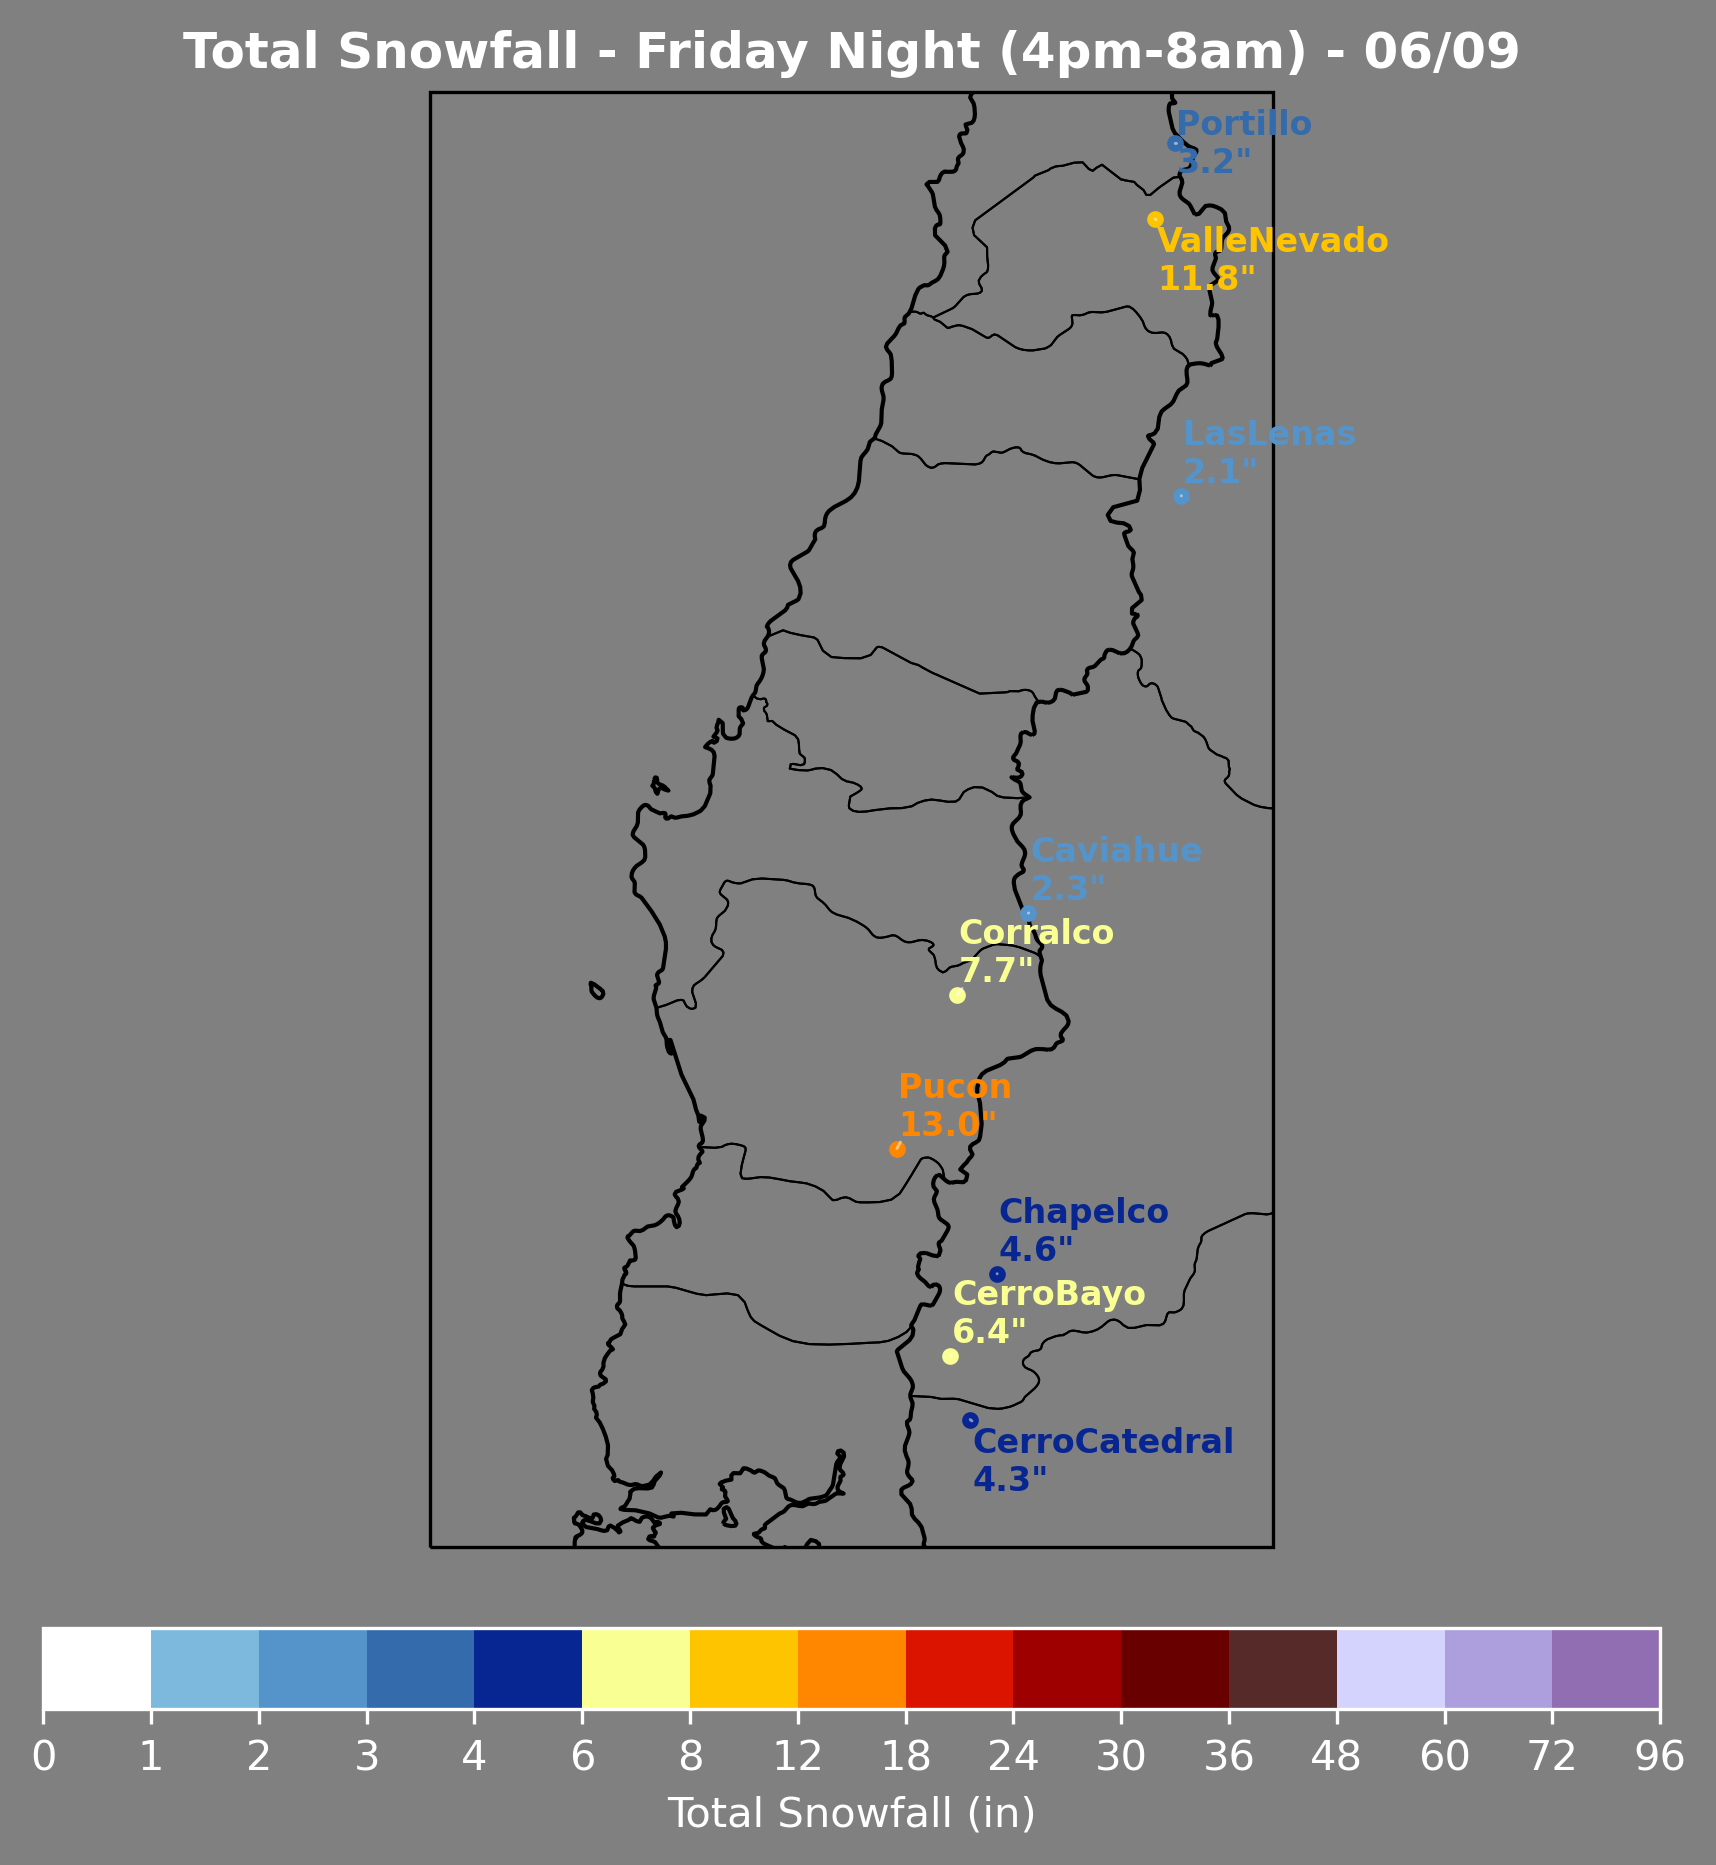 Total Snowfall - Friday Night (4pm-8am) - 06/09
Portillo
3.2"
ValleNevado
11.8"
LasLenas
2.1"
Caviahue
2.3"
Corralco
7.7"
Pucon
13.0"
Chapelco
4.6"
CerroBayo
6.4"
CerroCatedral
4.3"
0 1 2 3 4 6 8 12 18 24 30 36 48 60 72 96
Total Snowfall (in)